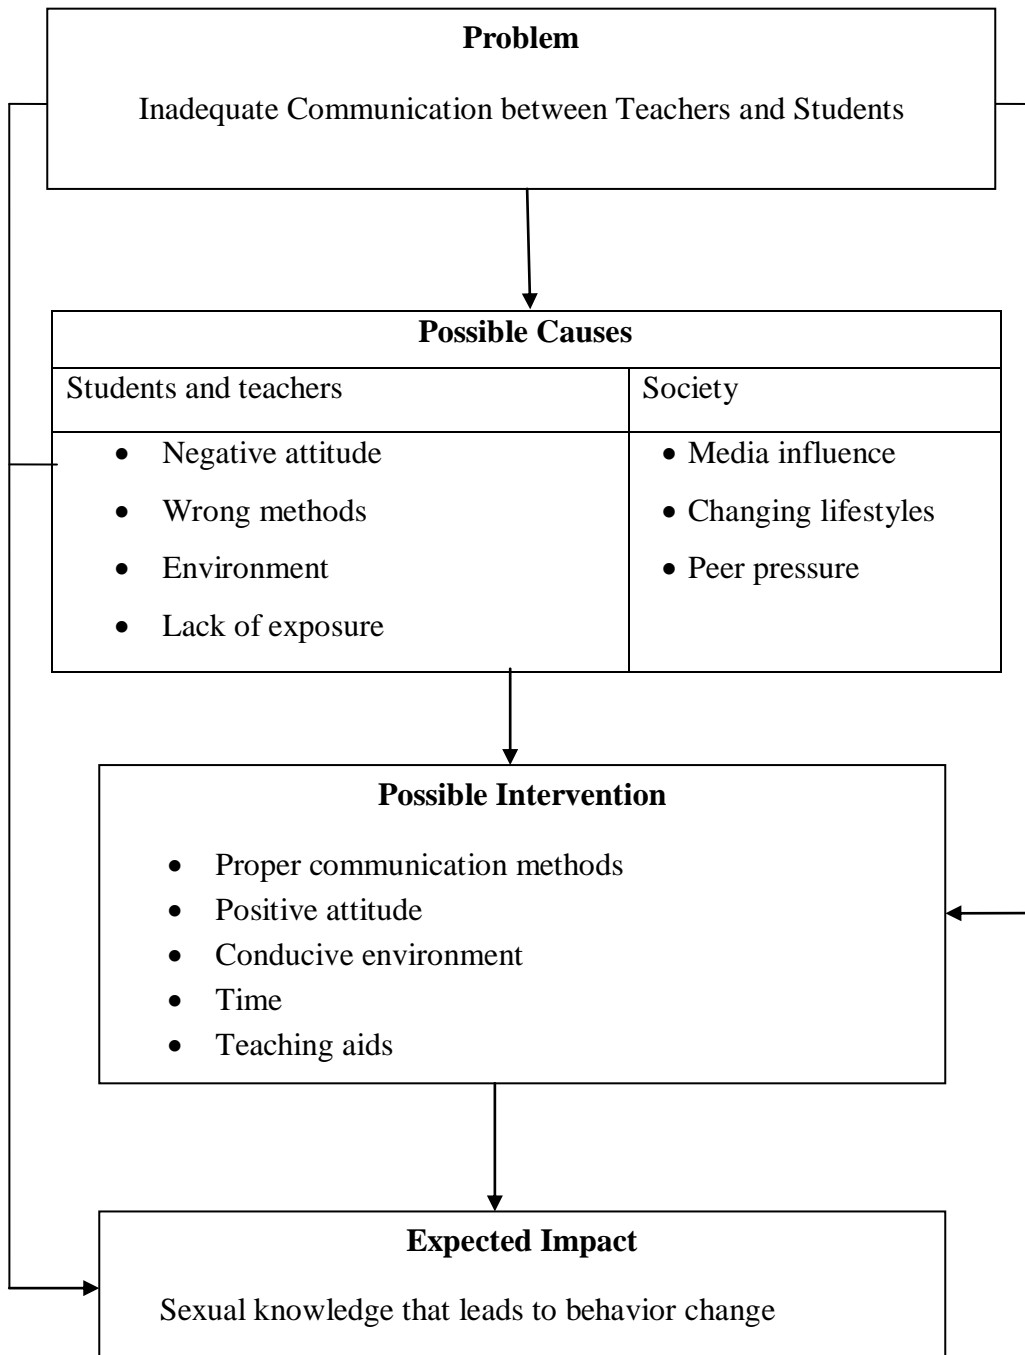 Problem
Inadequate Communication between Teachers and Students
Possible Causes
Students and teachers
Society
• Negative attitude
• Wrong methods
• Environment
• Lack of exposure
• Media influence
• Changing lifestyles
• Peer pressure
Possible Intervention
• Proper communication methods
• Positive attitude
• Conducive environment
• Time
• Teaching aids
Expected Impact
Sexual knowledge that leads to behavior change